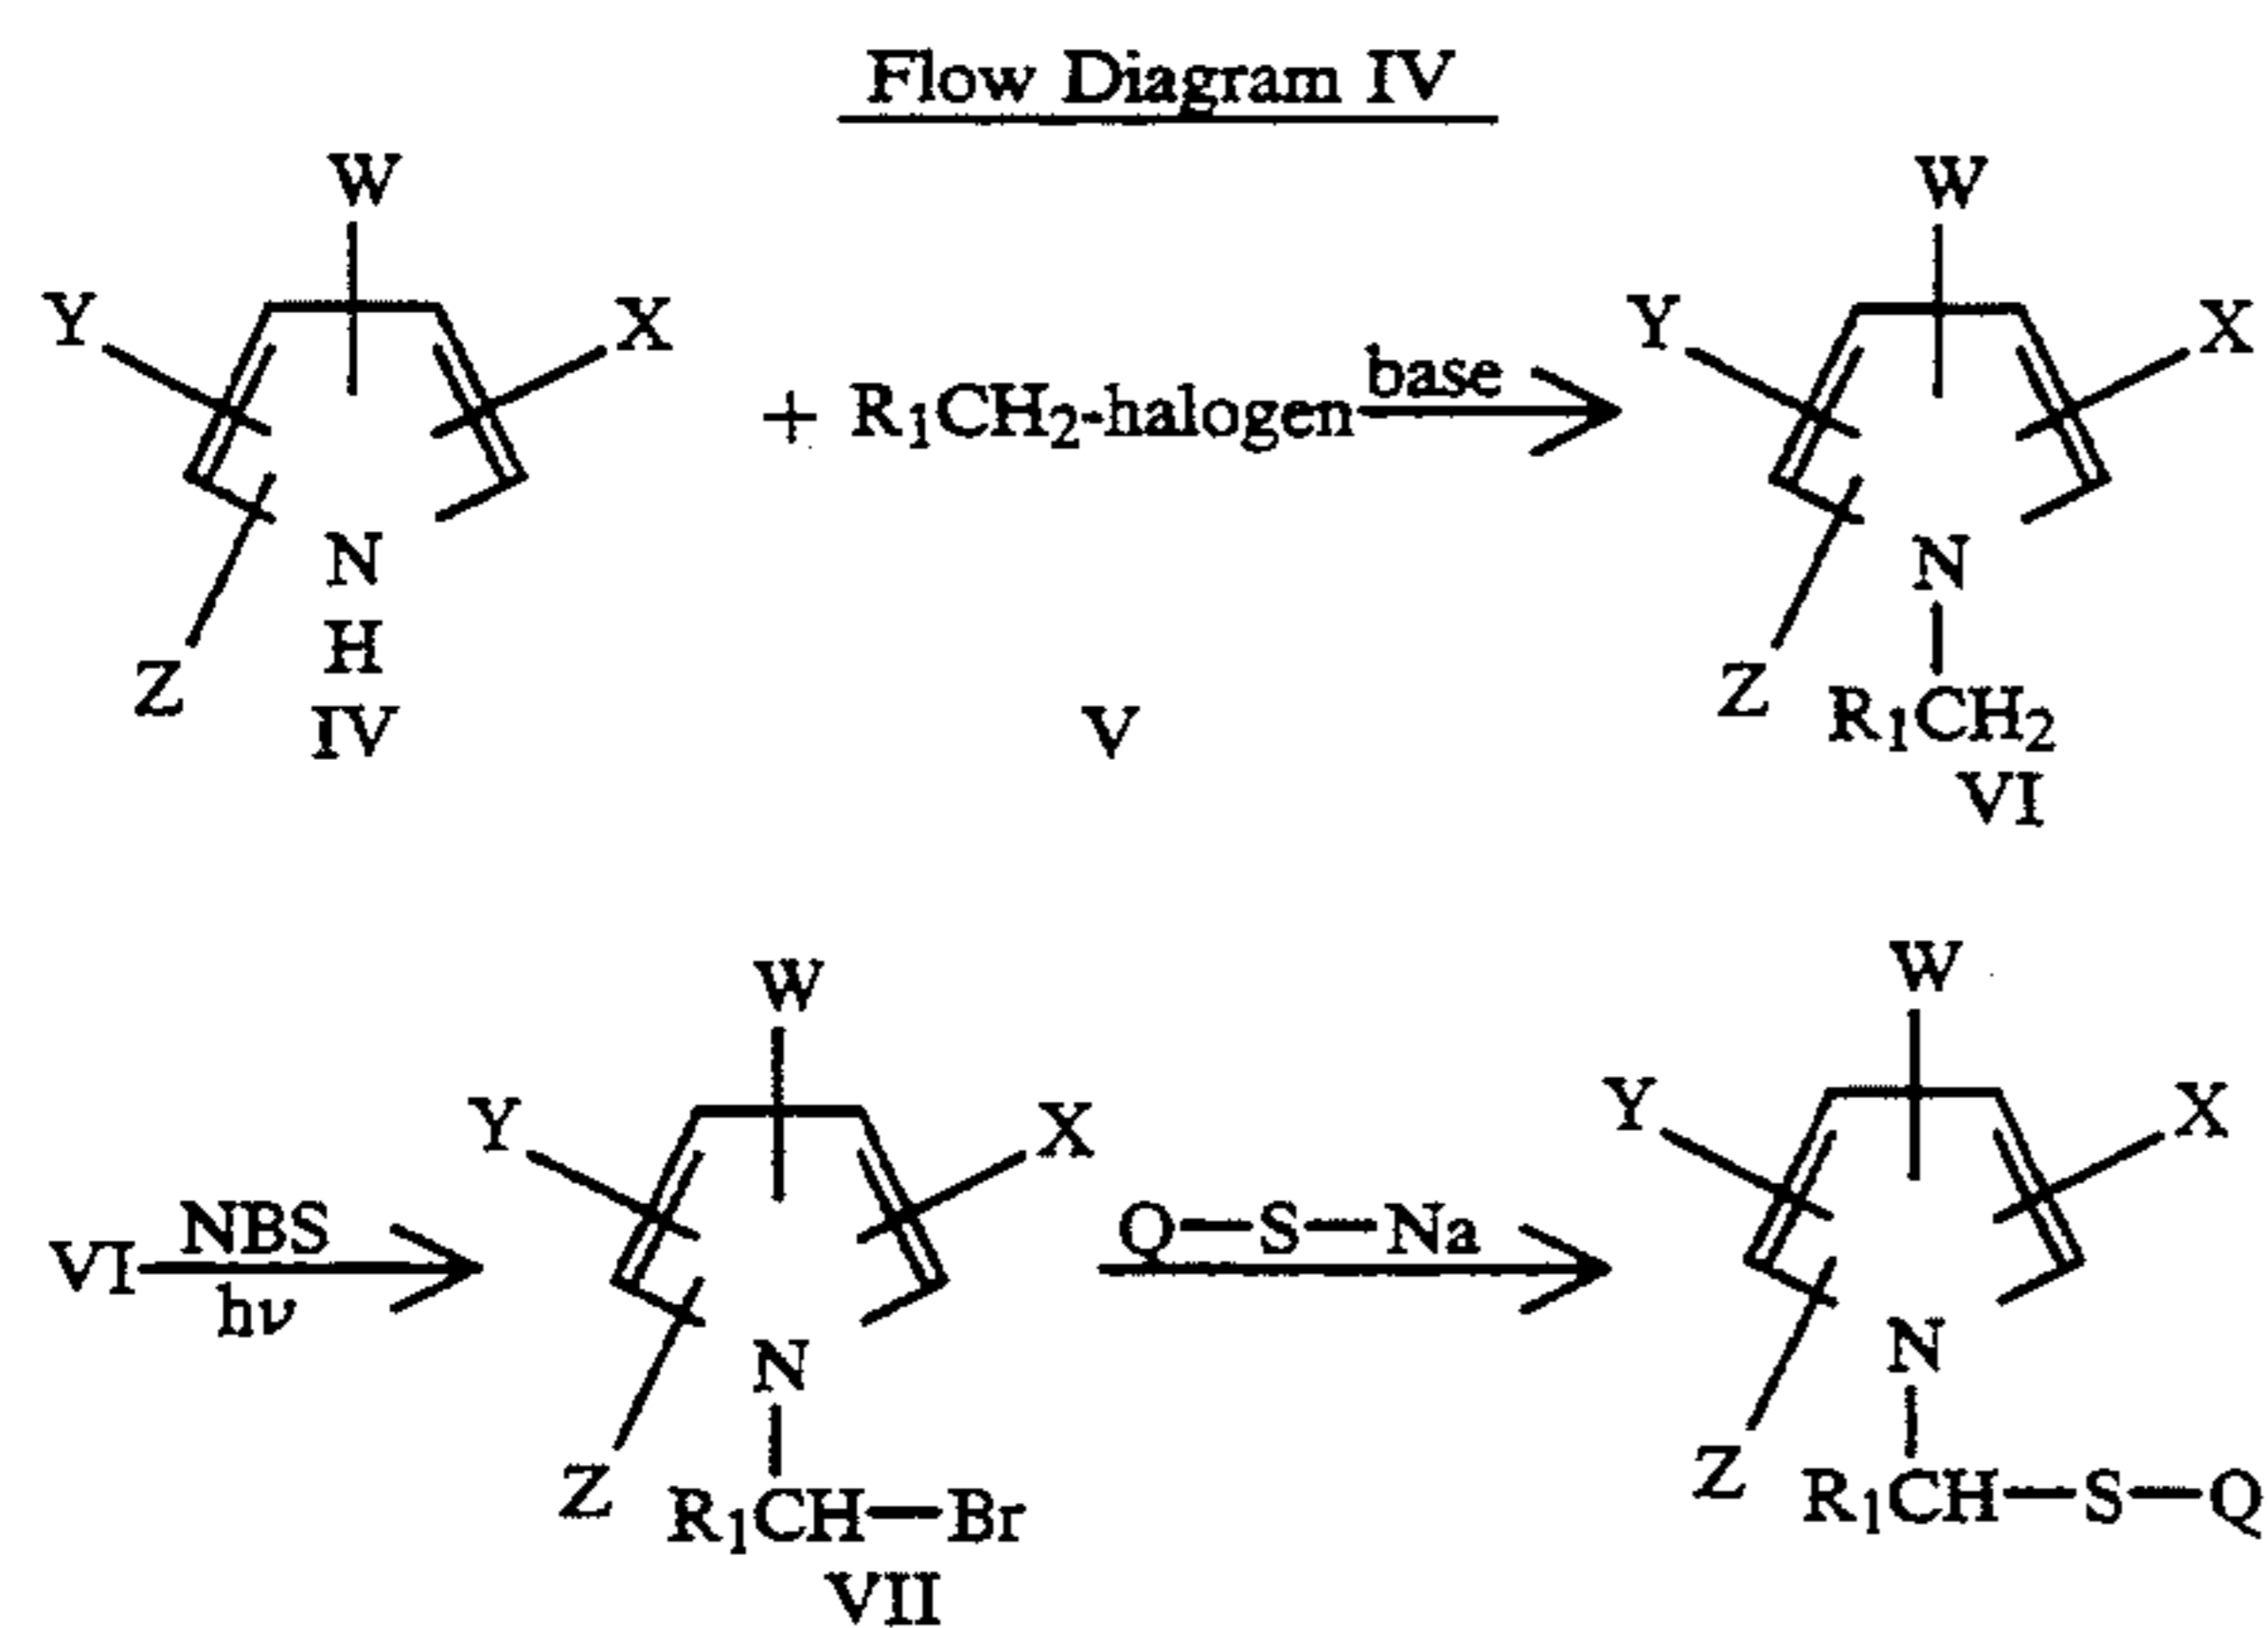 Flow Diagram IV
W
W
Y
X
Y
X
+ R₁CH₂-halogen
base
N
H
N
Z
Z
R₁CH₂
IV
V
VI
W
W
Y
X
Y
X
VI
NBS
hν
Q—S—Na
N
N
Z
Z
R₁CH—Br
R₁CH—S—Q
VII